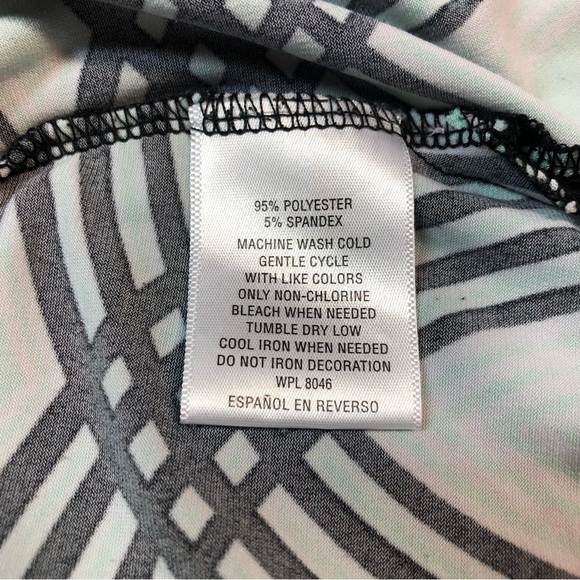 95% POLYESTER
5% SPANDEX
MACHINE WASH COLD
GENTLE CYCLE
WITH LIKE COLORS
ONLY NON-CHLORINE
BLEACH WHEN NEEDED
TUMBLE DRY LOW
COOL IRON WHEN NEEDED
DO NOT IRON DECORATION
WPL 8046
ESPAÑOL EN REVERSO